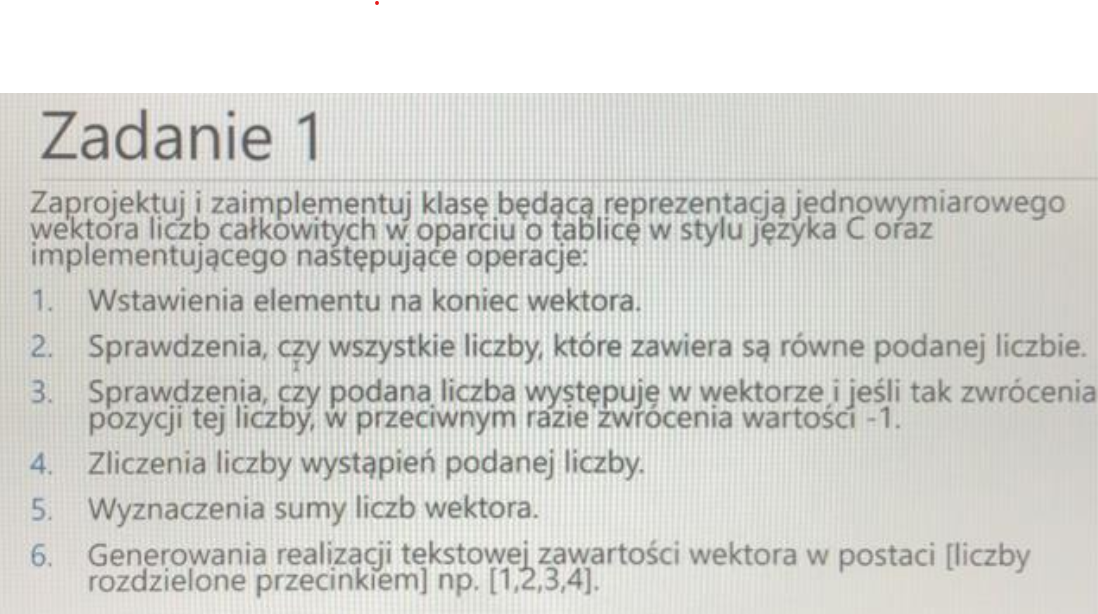 Zadanie 1
Zaprojektuj i zaimplementuj klasę będącą reprezentacją jednowymiarowego
wektora liczb całkowitych w oparciu o tablicę w stylu języka C oraz
implementującego następujące operacje:
1. Wstawienia elementu na koniec wektora.
2. Sprawdzenia, czy wszystkie liczby, które zawiera są równe podanej liczbie.
3. Sprawdzenia, czy podana liczba występuję w wektorze i jeśli tak zwrócenia
pozycji tej liczby, w przeciwnym razie zwrócenia wartości -1.
4. Zliczenia liczby wystąpień podanej liczby.
5. Wyznaczenia sumy liczb wektora.
6. Generowania realizacji tekstowej zawartości wektora w postaci [liczby
rozdzielone przecinkiem] np. [1,2,3,4].